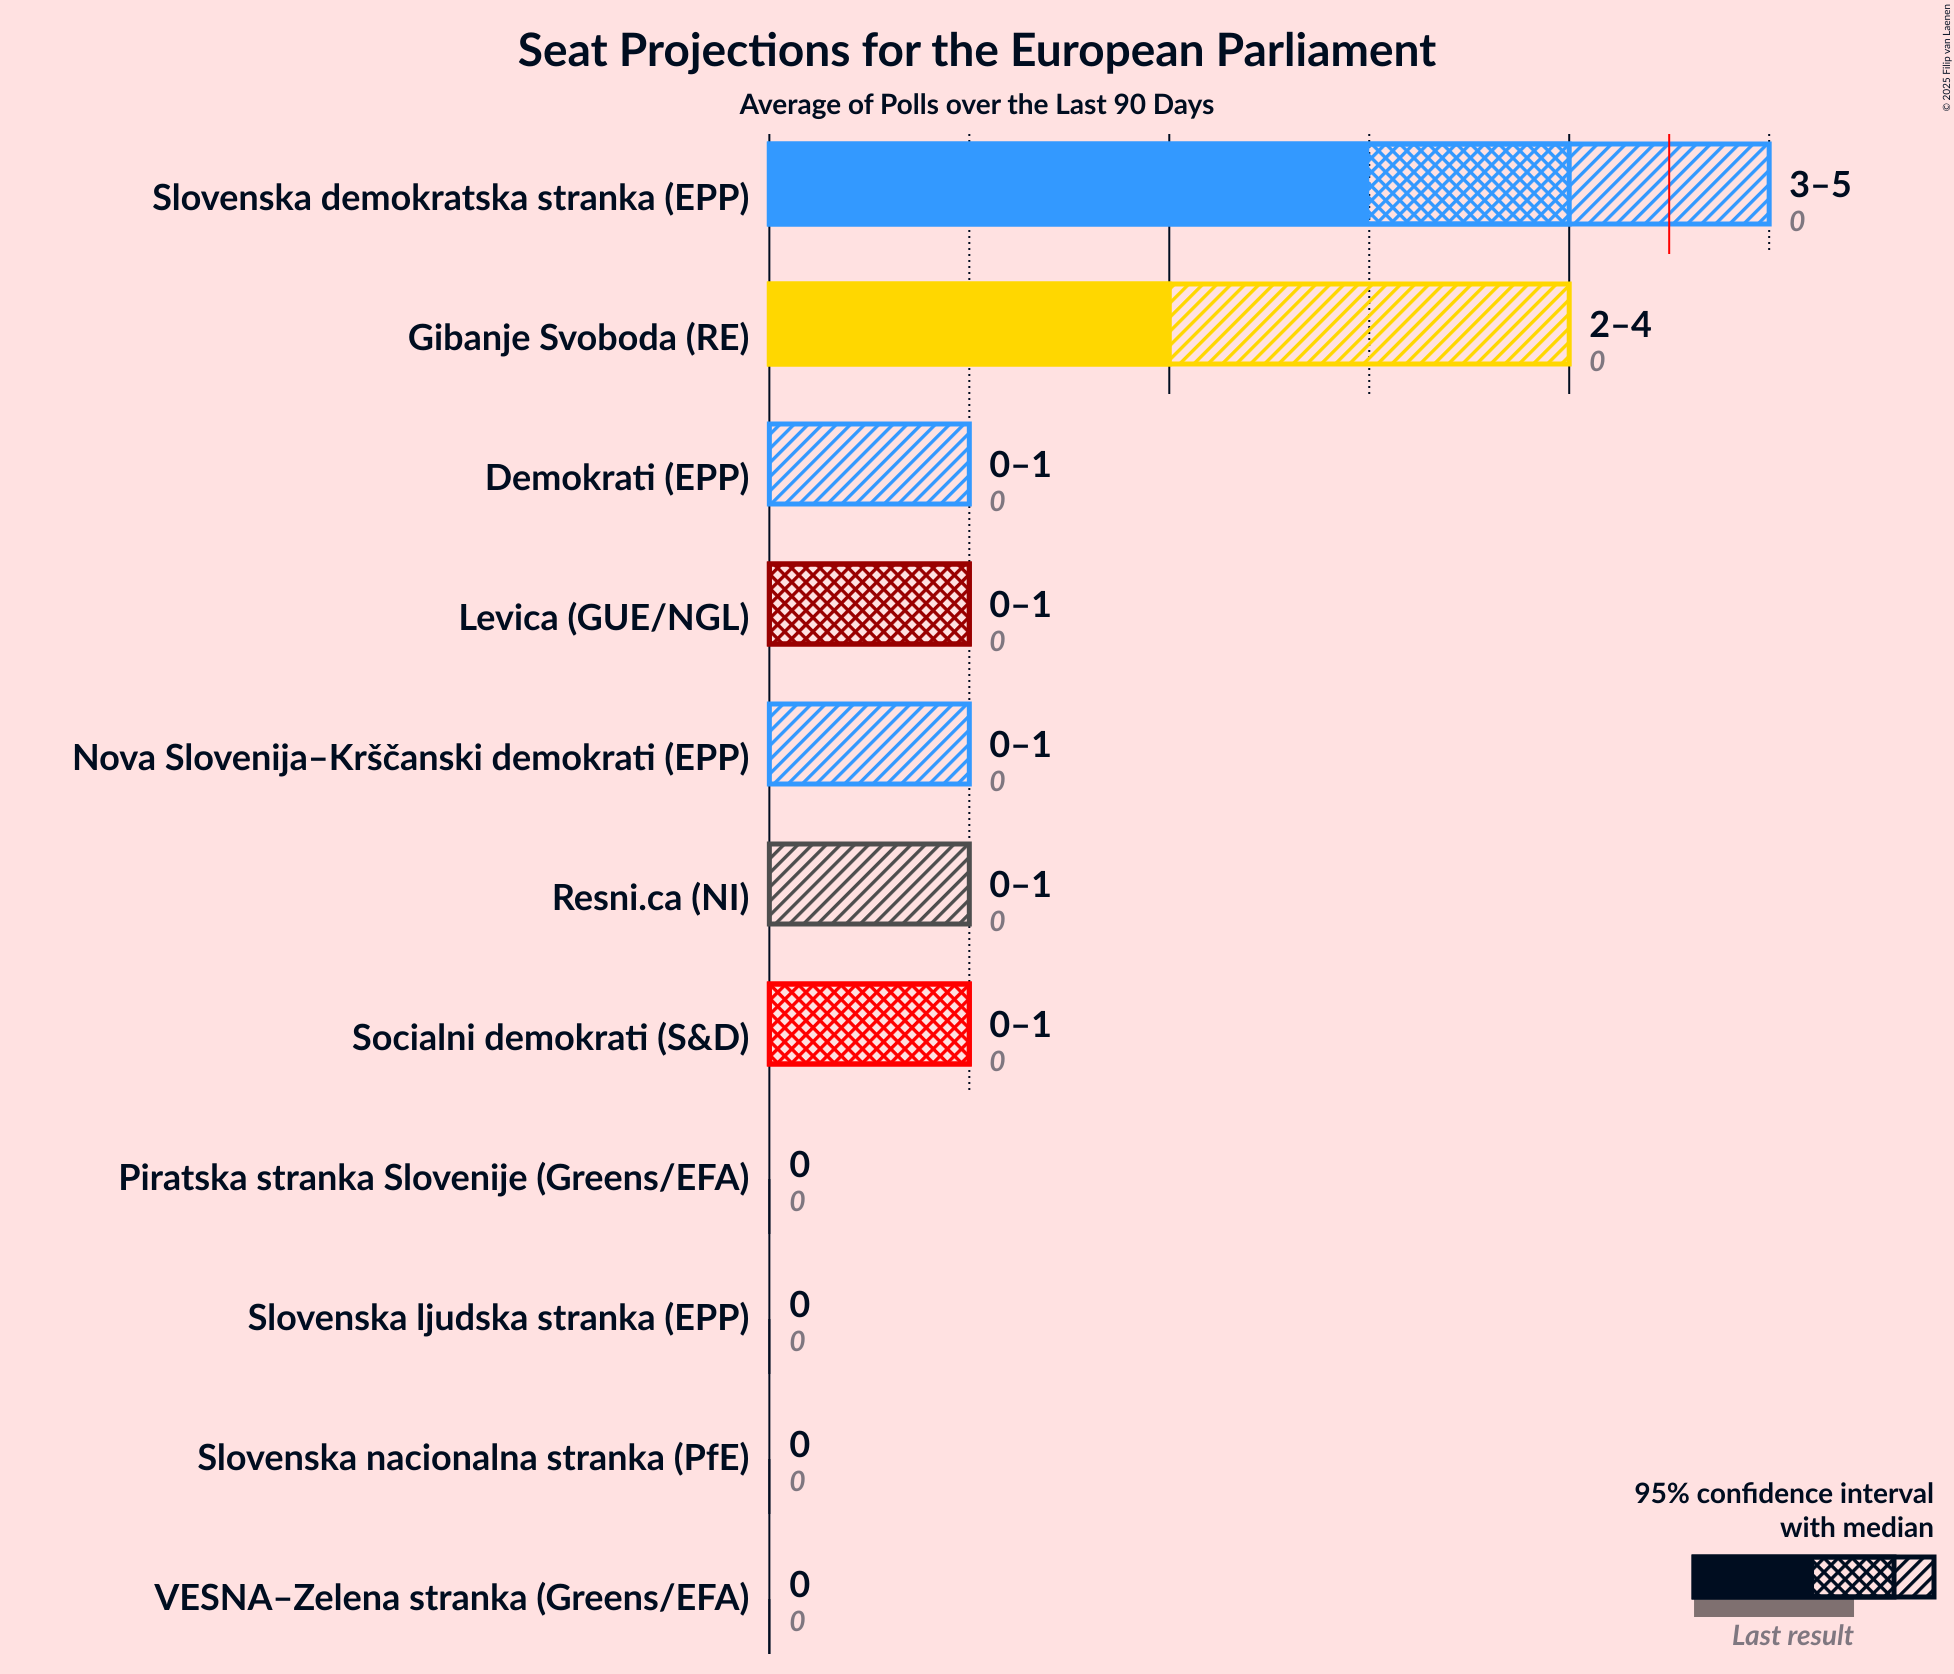 Seat Projections for the European Parliament
Average of Polls over the Last 90 Days
© 2025 Filip van Laenen
Slovenska demokratska stranka (EPP)
3–5
0
Gibanje Svoboda (RE)
2–4
0
Demokrati (EPP)
0–1
0
Levica (GUE/NGL)
0–1
0
Nova Slovenija–Krščanski demokrati (EPP)
0–1
0
Resni.ca (NI)
0–1
0
Socialni demokrati (S&D)
0–1
0
Piratska stranka Slovenije (Greens/EFA)
0
0
Slovenska ljudska stranka (EPP)
0
0
Slovenska nacionalna stranka (PfE)
0
0
VESNA–Zelena stranka (Greens/EFA)
0
0
95% confidence interval
with median
Last result